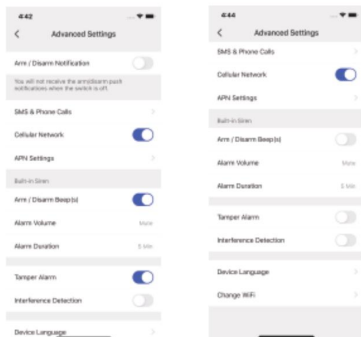 4:42
Advanced Settings
Arm / Disarm Notification
You will not receive the arm/disarm push
notifications when the switch is off.
SMS & Phone Calls
Cellular Network
APN Settings
Built-in Siren
Arm / Disarm Beep(s)
Alarm Volume
Mute
Alarm Duration
5 Min
Tamper Alarm
Interference Detection
Device Language
4:44
Advanced Settings
SMS & Phone Calls
Cellular Network
APN Settings
Built-in Siren
Arm / Disarm Beep(s)
Alarm Volume
Mute
Alarm Duration
5 Min
Tamper Alarm
Interference Detection
Device Language
Change WiFi